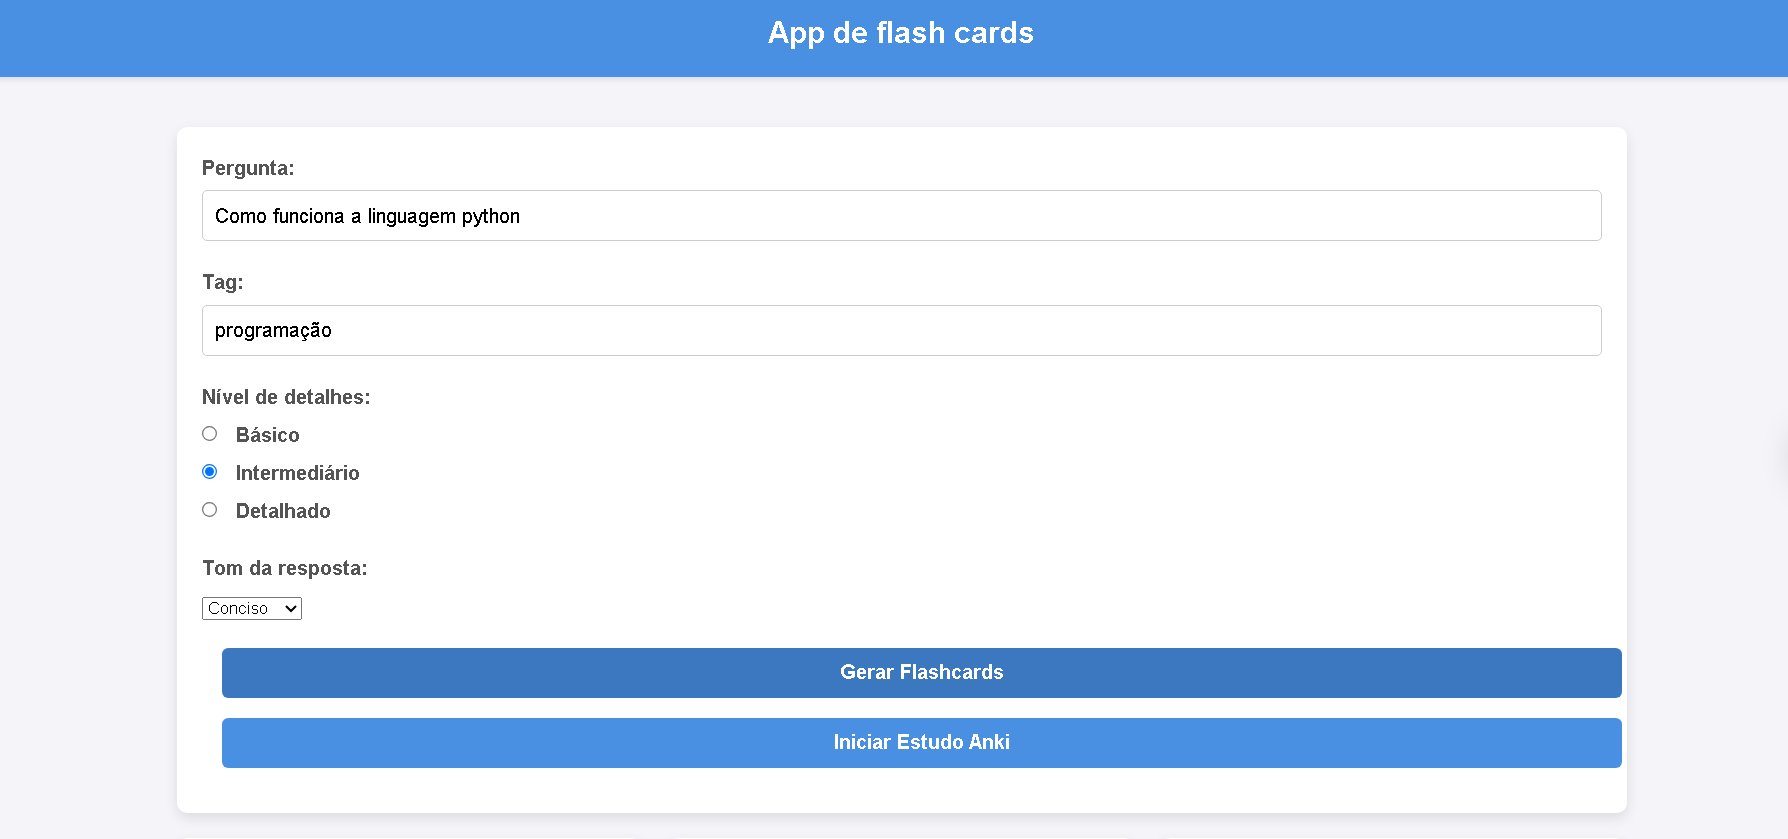 App de flash cards
Pergunta:
Como funciona a linguagem python
Tag:
programação
Nível de detalhes:
Básico
Intermediário
Detalhado
Tom da resposta:
Conciso
Gerar Flashcards
Iniciar Estudo Anki